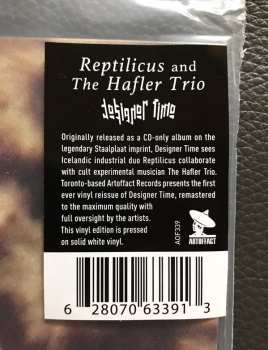 Reptilicus and
The Hafler Trio
designer time
Originally released as a CD-only album on the
legendary Staalplaat imprint, Designer Time sees
Icelandic industrial duo Reptilicus collaborate
with cult experimental musician The Hafler Trio.
Toronto-based Artoffact Records presents the first
ever vinyl reissue of Designer Time, remastered
to the maximum quality with
full oversight by the artists.
This vinyl edition is pressed
on solid white vinyl.
AOF339
ARTOFFACT
6 28070 63391 3